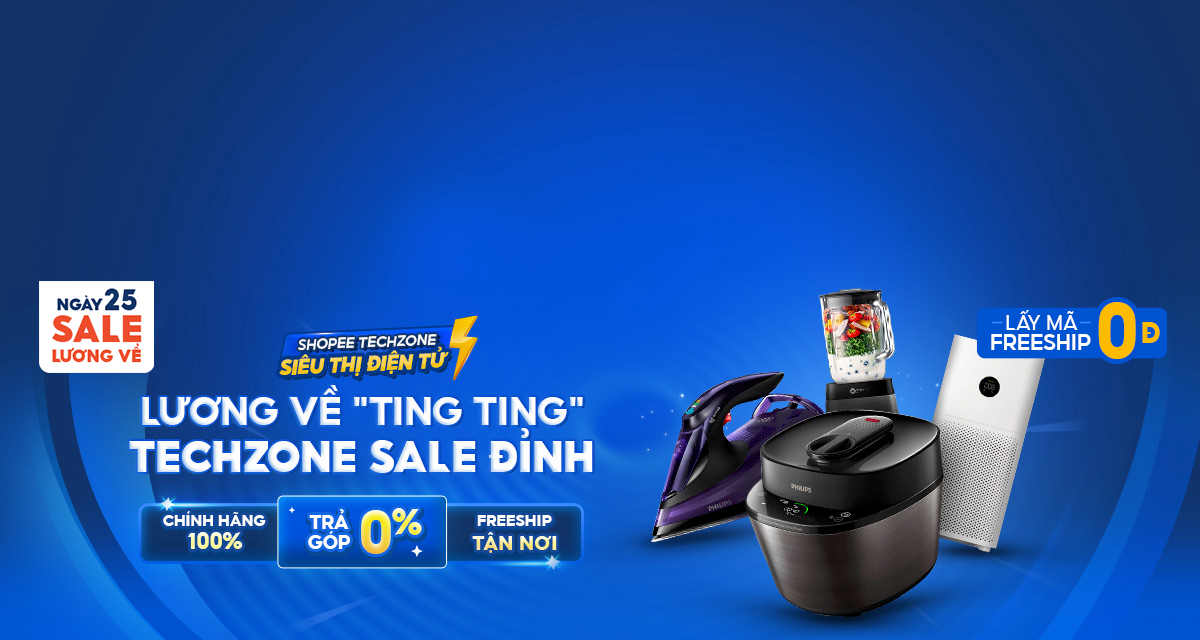 NGÀY 25
SALE
LƯƠNG VỀ
SHOPEE TECHZONE
SIÊU THỊ ĐIỆN TỬ
LƯƠNG VỀ "TING TING"
TECHZONE SALE ĐỈNH
CHÍNH HÃNG
100%
TRẢ
GÓP
0%
FREESHIP
TẬN NƠI
LẤY MÃ
FREESHIP
0Đ
PHILIPS
PHILIPS